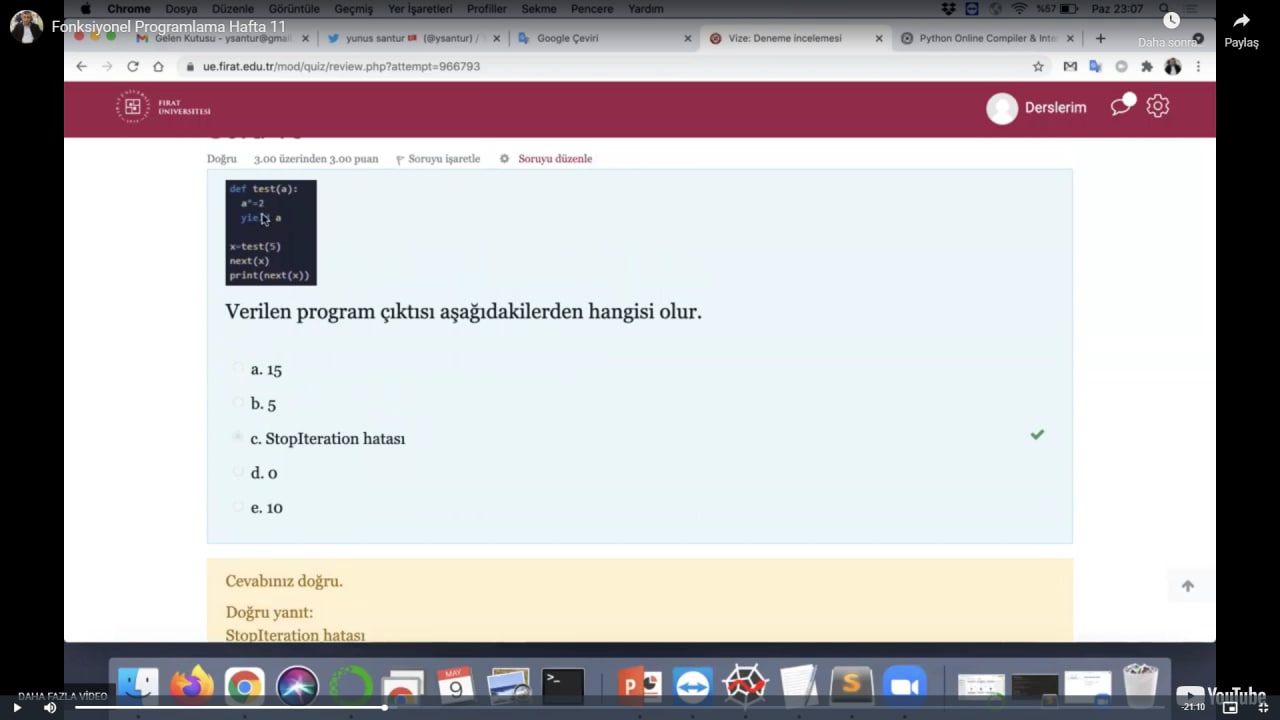 Chrome Dosya Düzenle Görüntüle Geçmiş Yer İşaretleri Profiller Sekme Pencere Yardım %57 Paz 23:07
Fonksiyonel Programlama Hafta 11
Daha sonra...
Paylaş
Gelen Kutusu - ysantur@gmail
yunus santur (@ysantur) /
Google Çeviri
Vize: Deneme incelemesi
Python Online Compiler & Inte
ue.firat.edu.tr/mod/quiz/review.php?attempt=966793
FIRAT
ÜNİVERSİTESİ
Derslerim
Doğru 3.00 üzerinden 3.00 puan Soruyu işaretle Soruyu düzenle
def test(a):
a*=2
a
x=test(5)
next(x)
print(next(x))
Verilen program çıktısı aşağıdakilerden hangisi olur.
a. 15
b. 5
c. StopIteration hatası
d. 0
e. 10
Cevabınız doğru.
Doğru yanıt:
StopIteration hatası
MAY
9
DAHA FAZLA VİDEO
-21:10
YouTube